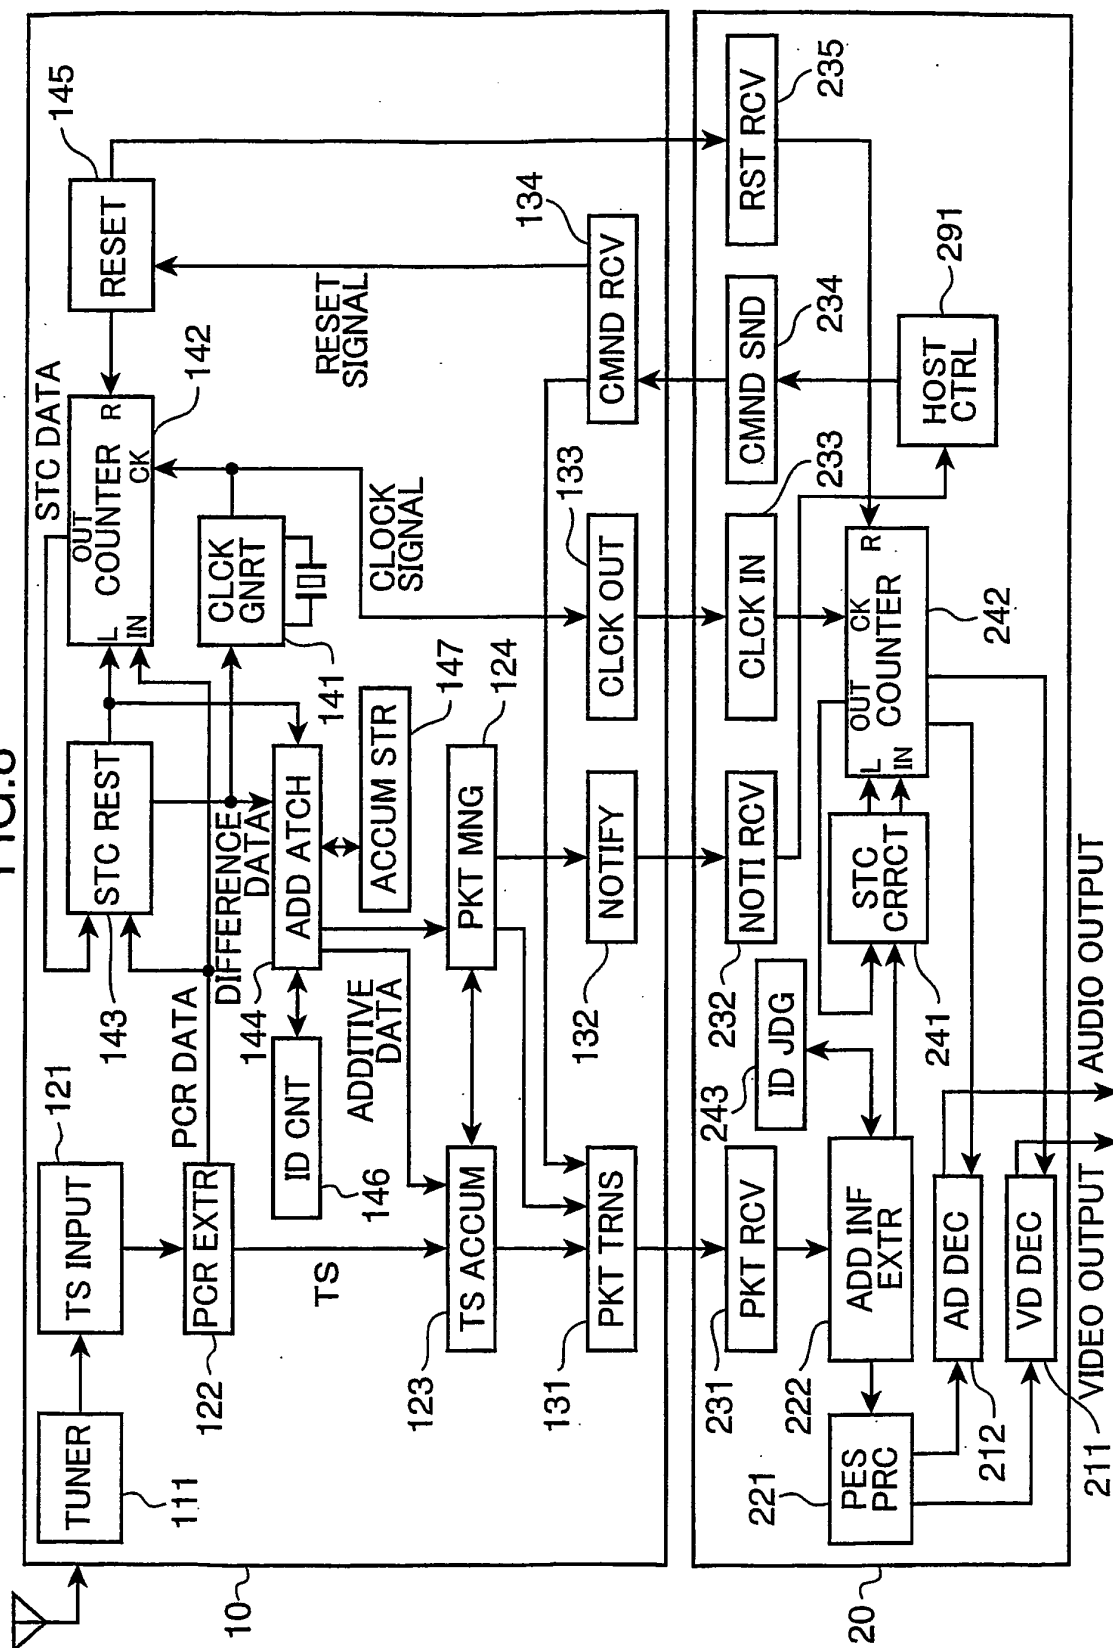 TUNER
111
TS INPUT
121
PCR EXTR
122
PCR DATA
STC REST
143
STC DATA
L OUT R
COUNTER
IN CK
142
RESET
145
DIFFERENCE
DATA
CLCK
GNRT
141
ID CNT
146
144
ADD ATCH
ACCUM STR
147
RESET
SIGNAL
CLOCK
SIGNAL
TS
ADDITIVE
DATA
TS ACCUM
123
PKT MNG
124
PKT TRNS
131
NOTIFY
132
CLCK OUT
133
CMND RCV
134
10
PKT RCV
231
ID JDG
243
NOTI RCV
232
CLCK IN
233
CMND SND
234
RST RCV
235
PES
PRC
221
ADD INF
EXTR
222
STC
CRRCT
241
L OUT CK R
COUNTER
IN
242
HOST
CTRL
291
AD DEC
212
VD DEC
211
20
VIDEO OUTPUT
AUDIO OUTPUT